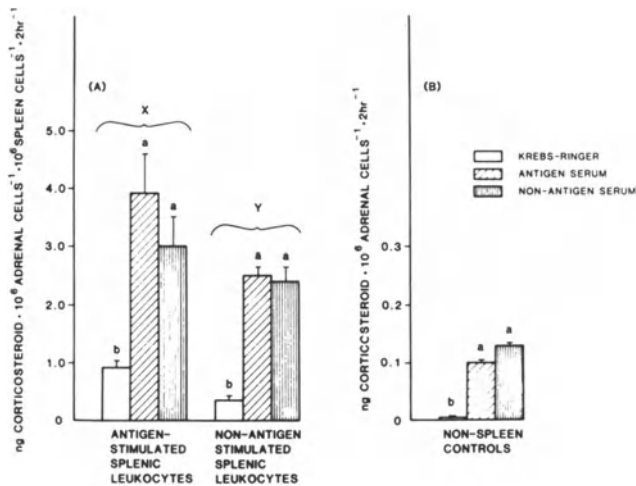 ng CORTICOSTEROID · 10⁶ ADRENAL CELLS⁻¹ · 10⁶ SPLEEN CELLS⁻¹ · 2hr⁻¹
(A)
5.0
4.0
3.0
2.0
1.0
0
X
a
a
b
Y
a
a
b
ANTIGEN-
STIMULATED
SPLENIC
LEUKOCYTES
NON-ANTIGEN
STIMULATED
SPLENIC
LEUKOCYTES
ng CORTICCSTEROID · 10⁶ ADRENAL CELLS⁻¹ · 2hr⁻¹
(B)
KREBS-RINGER
ANTIGEN SERUM
NON-ANTIGEN SERUM
0.3
0.2
0.1
0
b
a
a
NON-SPLEEN
CONTROLS